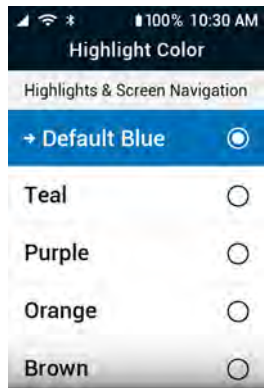 100% 10:30 AM
Highlight Color
Highlights & Screen Navigation
→ Default Blue
Teal
Purple
Orange
Brown